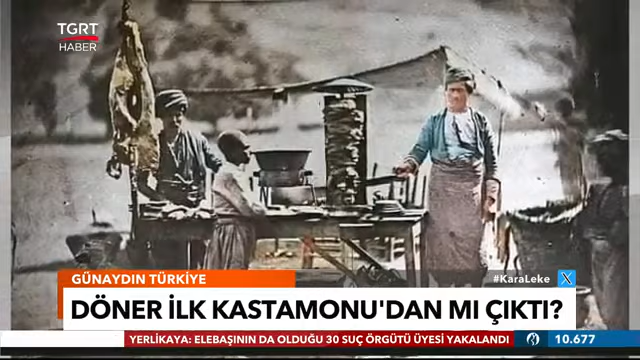 TGRT
HABER
GÜNAYDIN TÜRKİYE
#KaraLeke X
DÖNER İLK KASTAMONU'DAN MI ÇIKTI?
YERLİKAYA: ELEBAŞININ DA OLDUĞU 30 SUÇ ÖRGÜTÜ ÜYESİ YAKALANDI 10.677